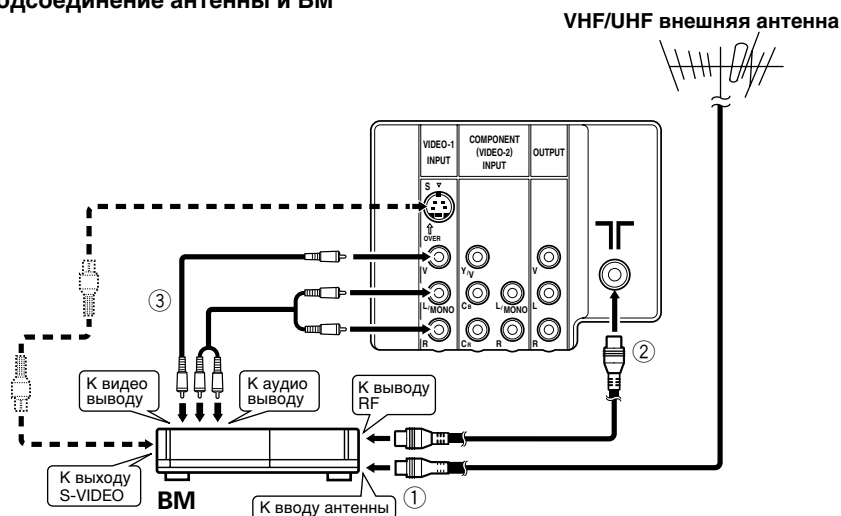 одсоединение антенны и ВМ
VHF/UHF внешняя антенна
VIDEO-1
INPUT
COMPONENT
(VIDEO-2)
INPUT
OUTPUT
S
OVER
V
Y/V
V
L/MONO
CB
L/MONO
L
R
CR
R
R
③
②
К видео
выводу
К аудио
выводу
К выводу
RF
К выходу
S-VIDEO
ВМ
К вводу антенны
①